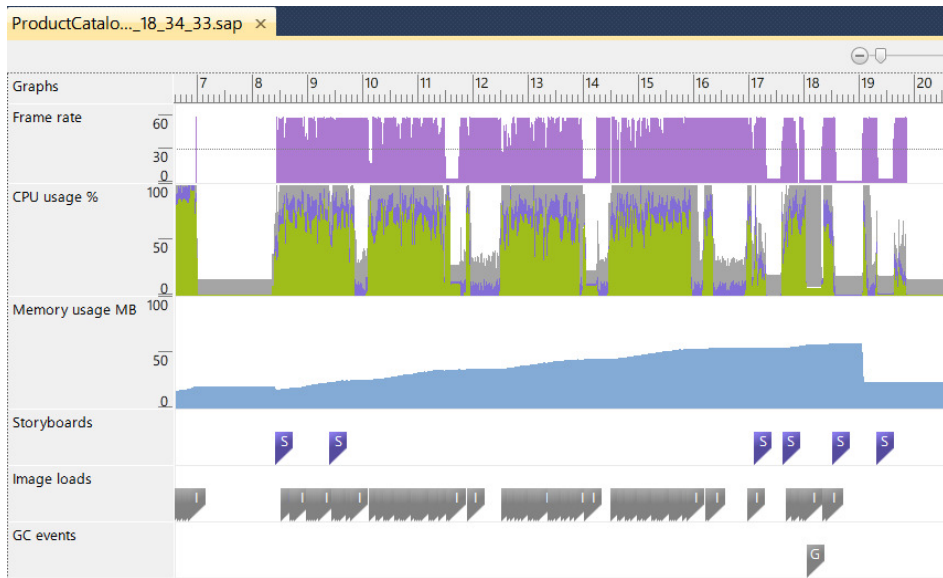 ProductCatalo..._18_34_33.sap ×
Graphs 7 8 9 10 11 12 13 14 15 16 17 18 19 20
Frame rate 60
30
0
CPU usage % 100
50
0
Memory usage MB 100
50
0
Storyboards
S S S S S S
Image loads
I I I I I I I I I I I I I I
GC events
G